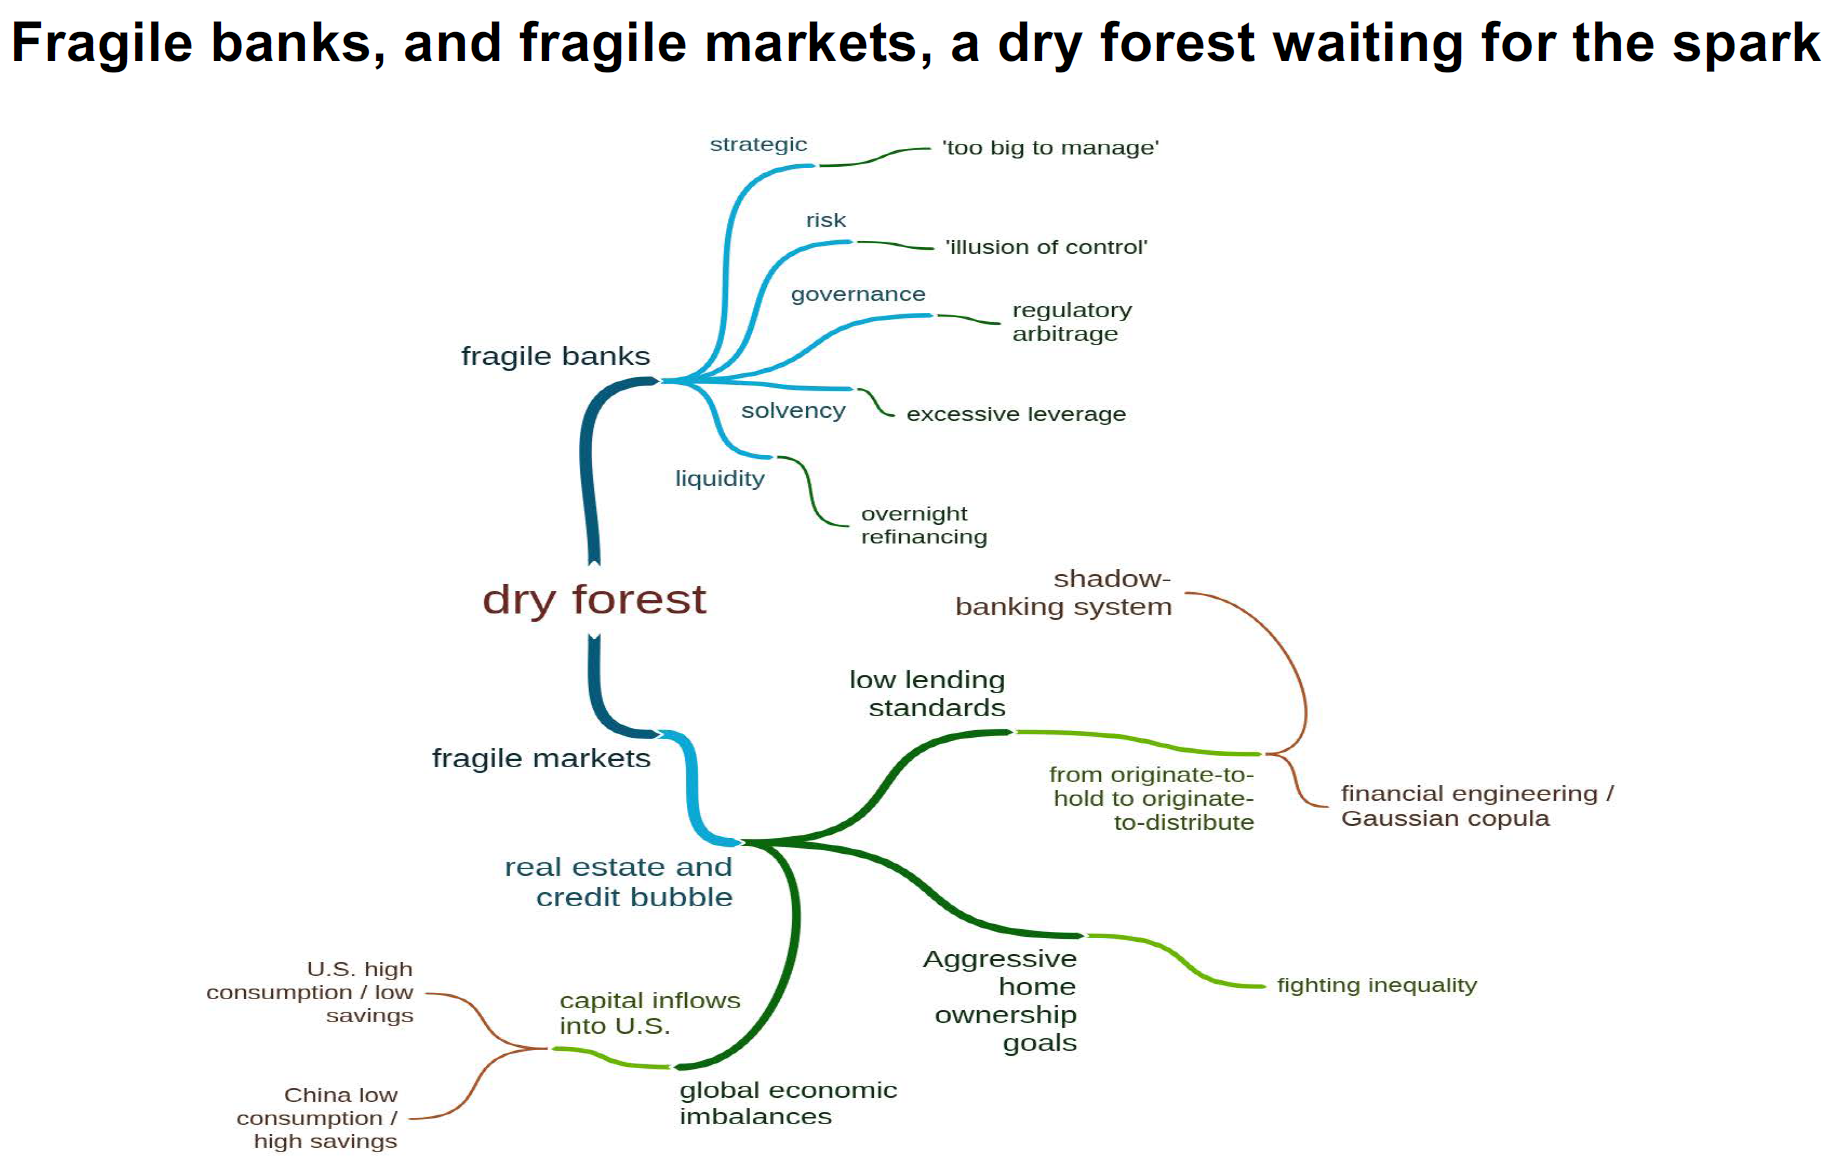 Fragile banks, and fragile markets, a dry forest waiting for the spark
strategic
'too big to manage'
risk
'illusion of control'
governance
regulatory
arbitrage
fragile banks
solvency
excessive leverage
liquidity
overnight
refinancing
dry forest
shadow-
banking system
low lending
standards
fragile markets
from originate-to-
hold to originate-
to-distribute
financial engineering /
Gaussian copula
real estate and
credit bubble
Aggressive
home
ownership
goals
fighting inequality
U.S. high
consumption / low
savings
capital inflows
into U.S.
global economic
imbalances
China low
consumption /
high savings